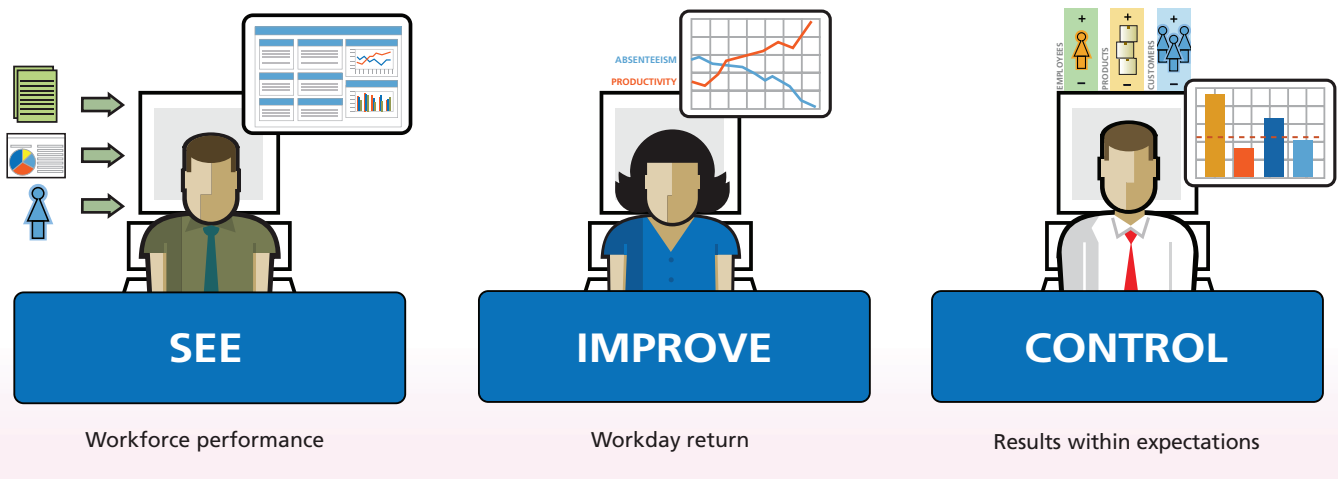 ABSENTEEISM
PRODUCTIVITY
+
+
+
EMPLOYEES
PRODUCTS
CUSTOMERS
−
−
−
SEE
IMPROVE
CONTROL
Workforce performance
Workday return
Results within expectations